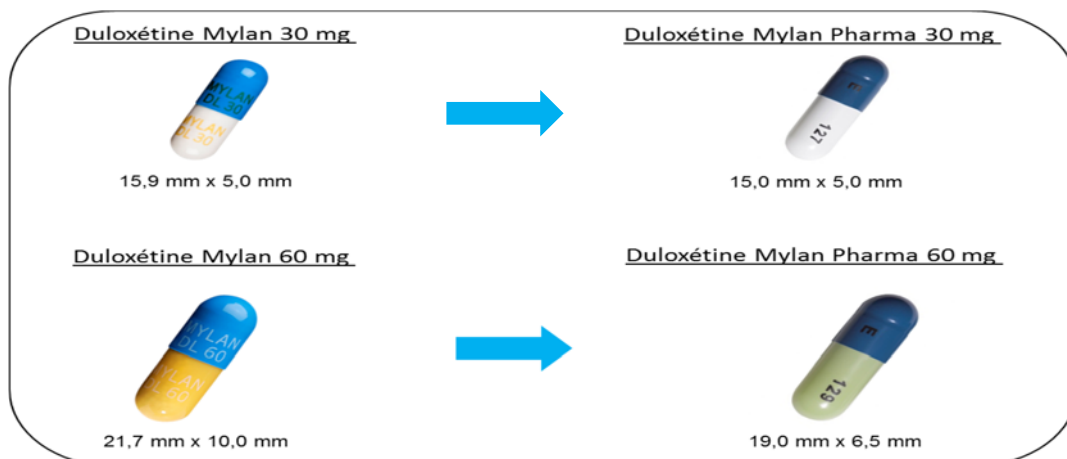 Duloxétine Mylan 30 mg
Duloxétine Mylan Pharma 30 mg
MYLAN
DL 30
MYLAN
DL 30
E
127
15,9 mm x 5,0 mm
15,0 mm x 5,0 mm
Duloxétine Mylan 60 mg
Duloxétine Mylan Pharma 60 mg
MYLAN
DL 60
MYLAN
DL 60
E
129
21,7 mm x 10,0 mm
19,0 mm x 6,5 mm